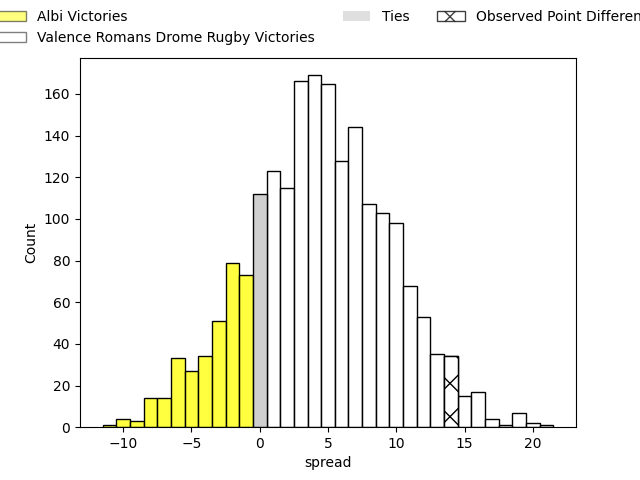 Albi Victories
Ties
Observed Point Differen
Valence Romans Drome Rugby Victories
160
140
120
100
80
60
40
20
0
Count
−10 −5 0 5 10 15 20
spread